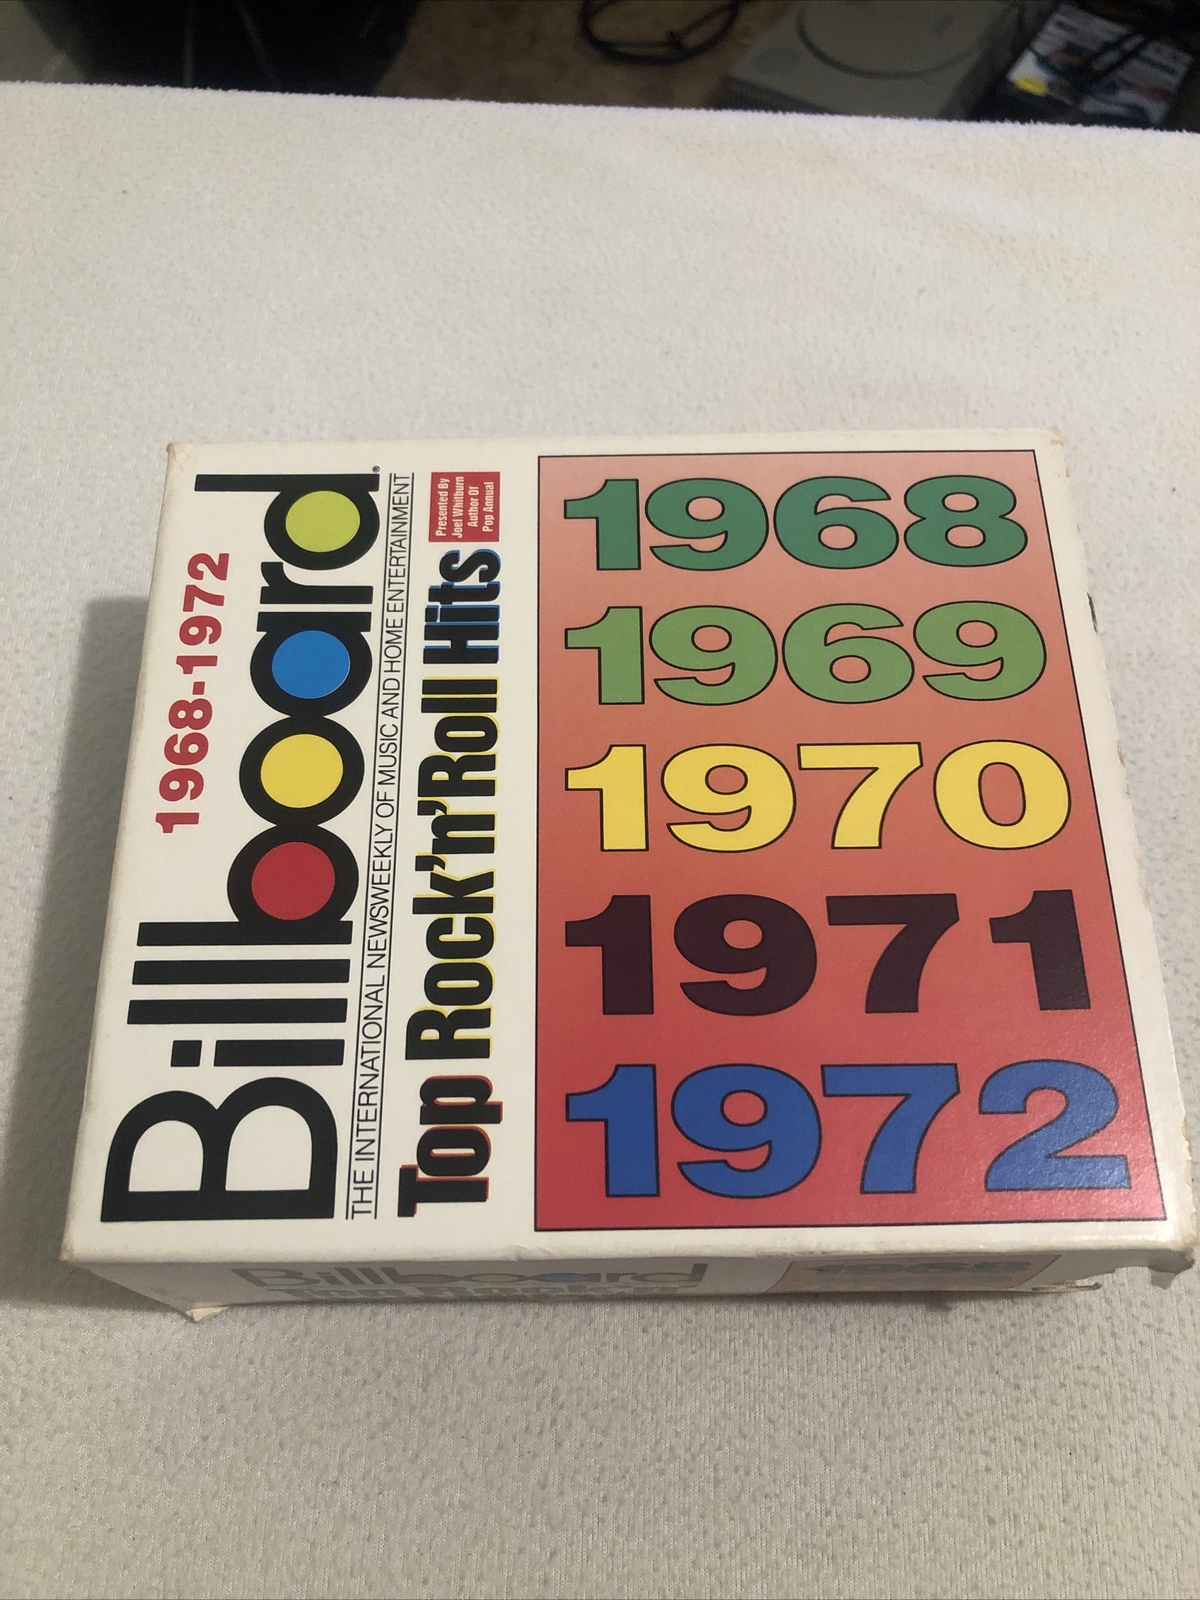 1968-1972
Billboard®
THE INTERNATIONAL NEWSWEEKLY OF MUSIC AND HOME ENTERTAINMENT
Top Rock'n'Roll Hits
Presented By
Joel Whitburn
Author Of
Pop Annual
1968
1969
1970
1971
1972
Billboard
1968